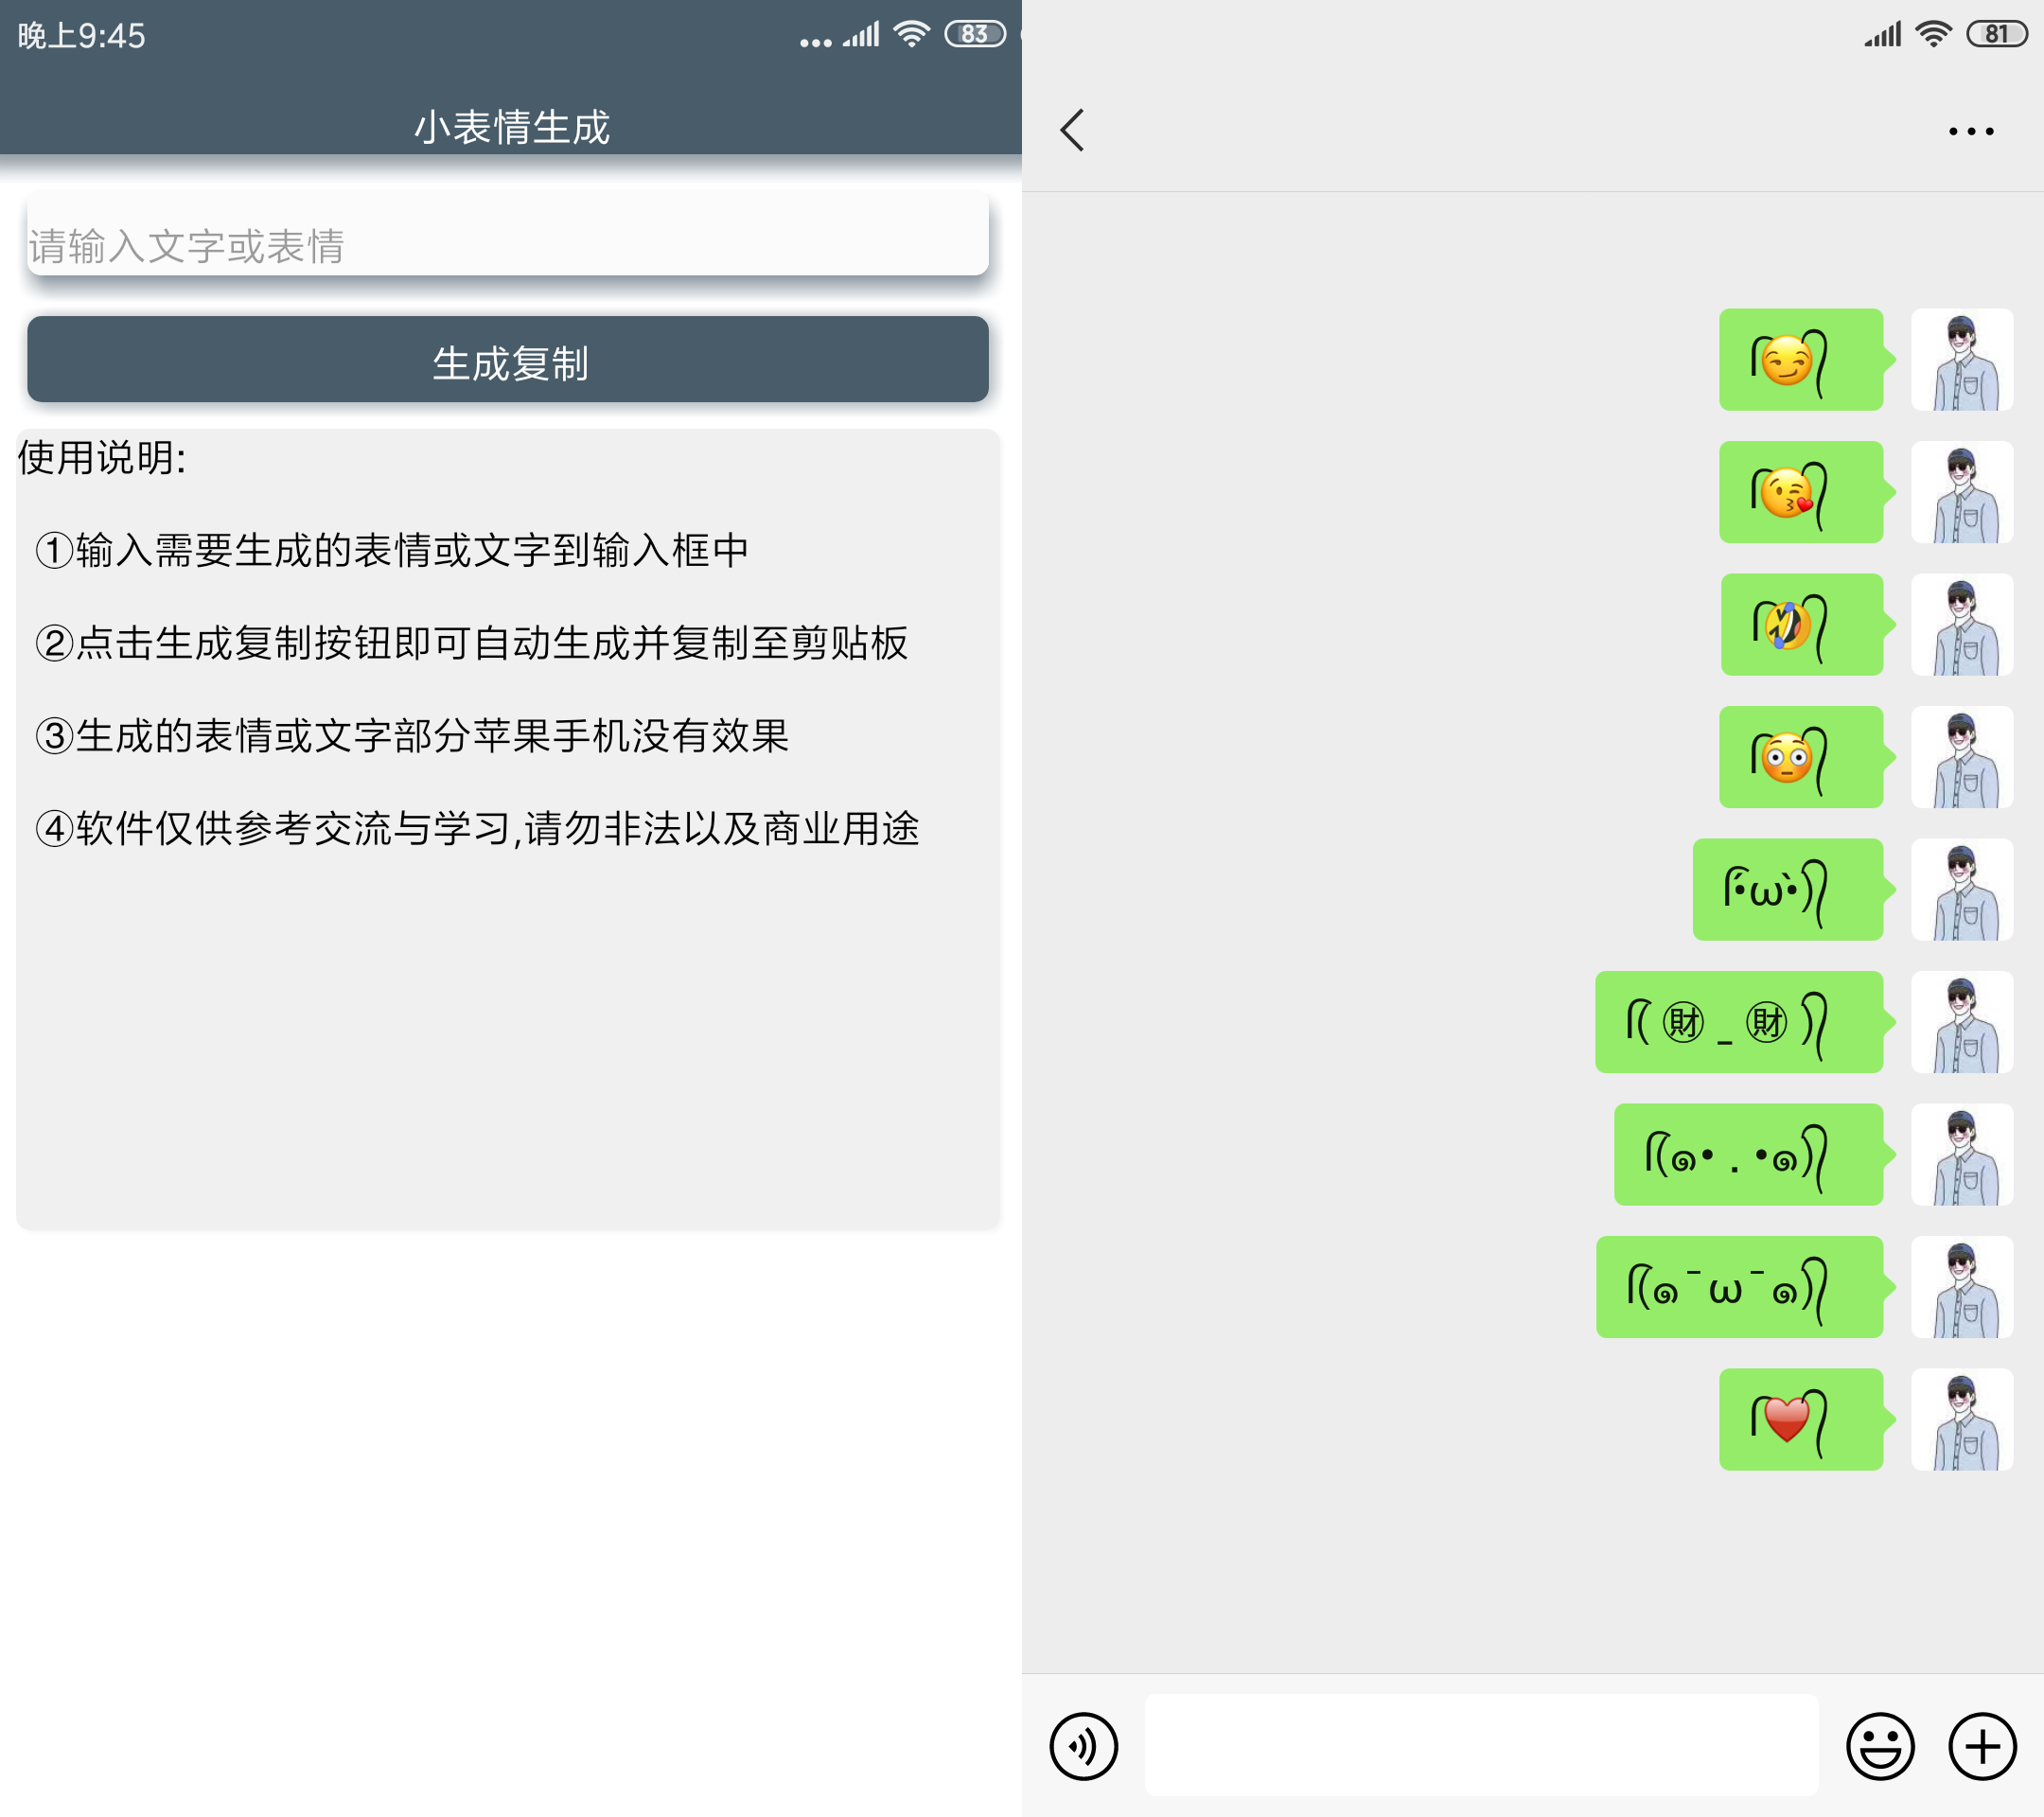 晚上9:45
83
小表情生成
请输入文字或表情
生成复制
使用说明:
①输入需要生成的表情或文字到输入框中
②点击生成复制按钮即可自动生成并复制至剪贴板
③生成的表情或文字部分苹果手机没有效果
④软件仅供参考交流与学习,请勿非法以及商业用途
81
ᥬ😏᭄
ᥬ😘᭄
ᥬ🤣᭄
ᥬ😳᭄
ᥬ•́ω•̀)᭄
ᥬ( ㊖ _ ㊖ )᭄
ᥬ(๑• . •๑)᭄
ᥬ(๑¯ω¯๑)᭄
ᥬ❤️᭄